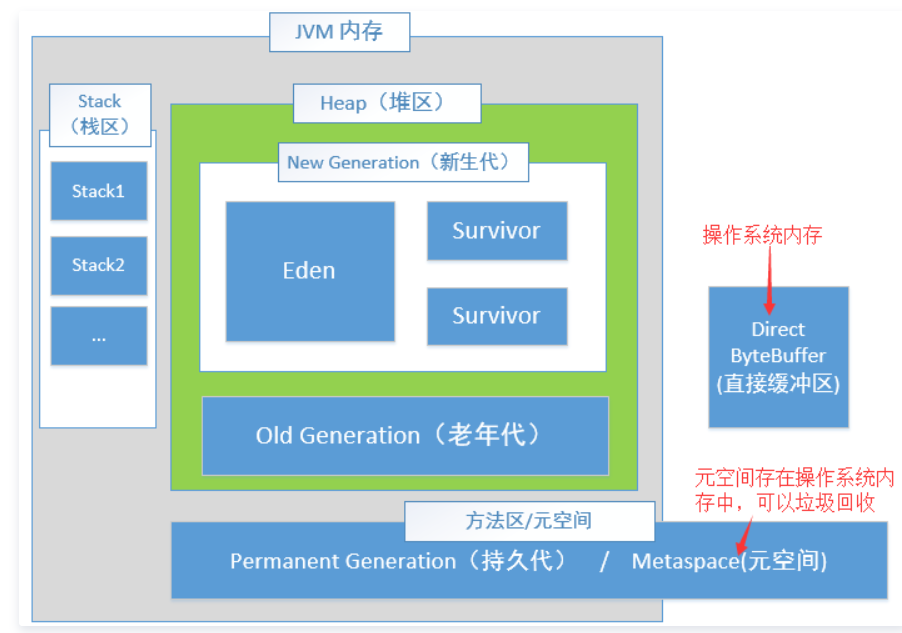 JVM 内存
Stack
（栈区）
Stack1
Stack2
...
Heap（堆区）
New Generation（新生代）
Eden
Survivor
Survivor
Old Generation（老年代）
操作系统内存
Direct
ByteBuffer
(直接缓冲区)
元空间存在操作系统内
存中，可以垃圾回收
方法区/元空间
Permanent Generation（持久代） / Metaspace(元空间)